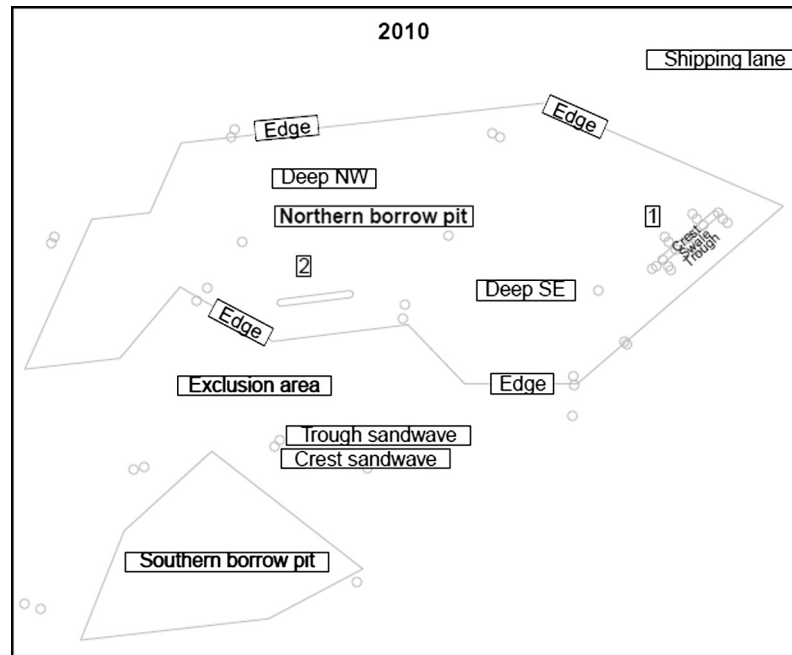 2010
Shipping lane
Edge
Edge
Deep NW
Northern borrow pit
1
Crest
Swale
Trough
2
Deep SE
Edge
Exclusion area
Edge
Trough sandwave
Crest sandwave
Southern borrow pit